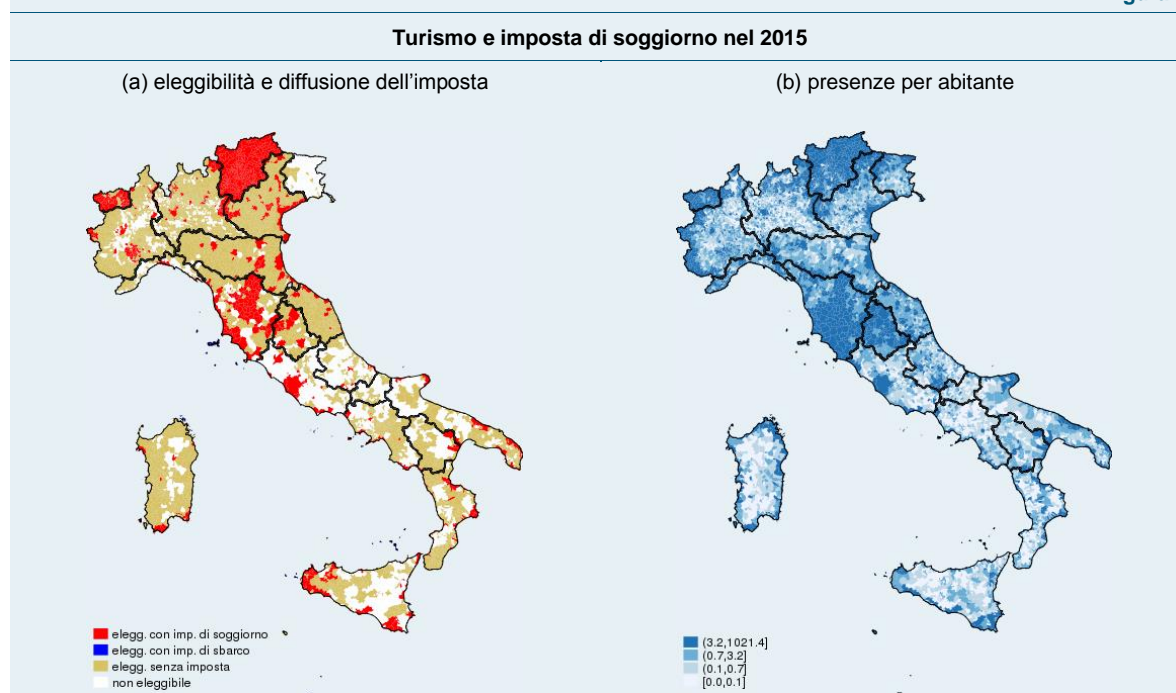 Turismo e imposta di soggiorno nel 2015
(a) eleggibilità e diffusione dell'imposta
(b) presenze per abitante
elegg. con imp. di soggiorno
elegg. con imp. di sbarco
elegg. senza imposta
non eleggibile
(3.2,1021.4]
(0.7,3.2]
(0.1,0.7]
[0.0,0.1]